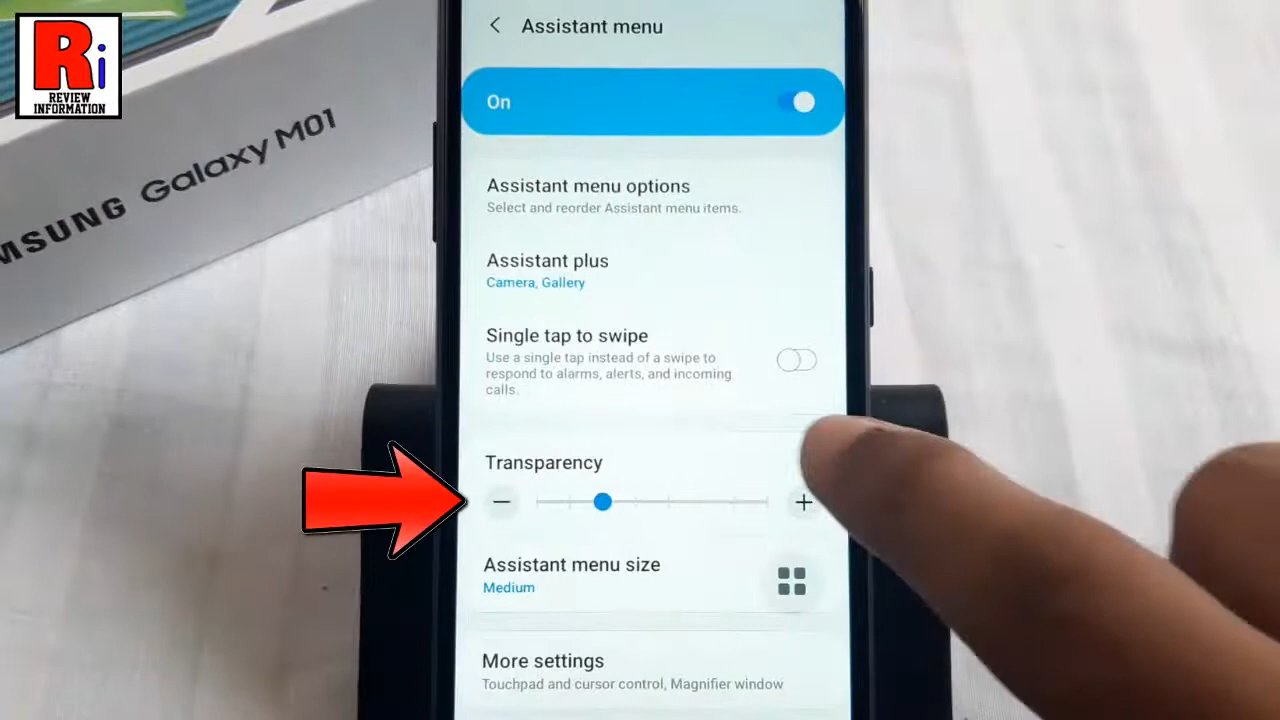 Ri
REVIEW
INFORMATION
MSUNG Galaxy M01
Assistant menu
On
Assistant menu options
Select and reorder Assistant menu items.
Assistant plus
Camera, Gallery
Single tap to swipe
Use a single tap instead of a swipe to
respond to alarms, alerts, and incoming
calls.
Transparency
Assistant menu size
Medium
More settings
Touchpad and cursor control, Magnifier window